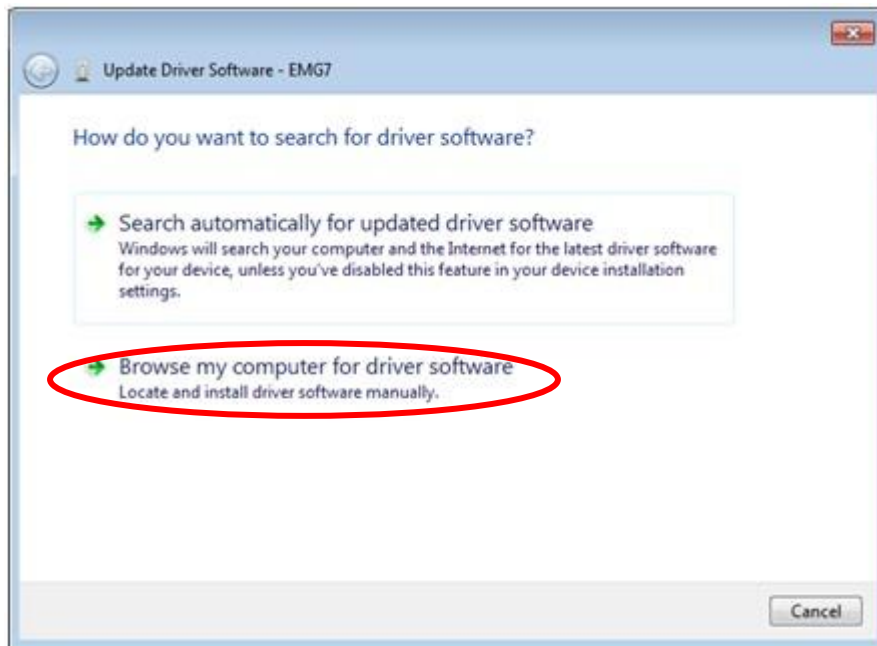 Update Driver Software - EMG7
How do you want to search for driver software?
Search automatically for updated driver software
Windows will search your computer and the Internet for the latest driver software
for your device, unless you've disabled this feature in your device installation
settings.
Browse my computer for driver software
Locate and install driver software manually.
Cancel